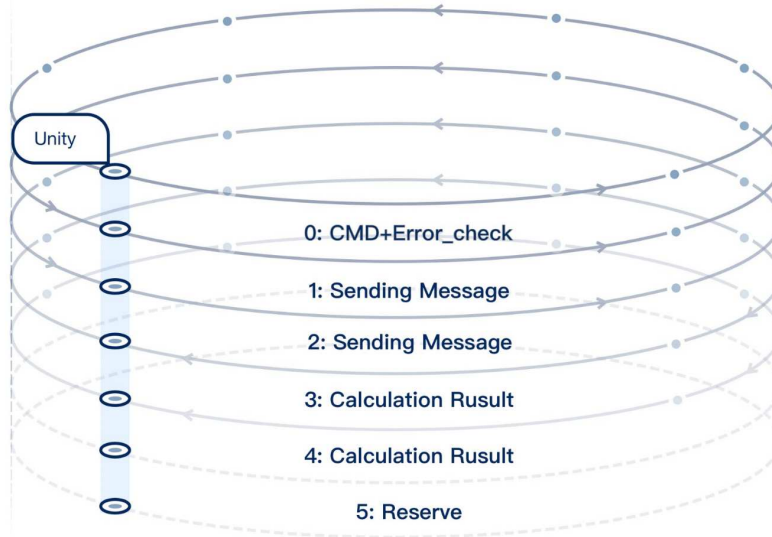 Unity
0: CMD+Error_check
1: Sending Message
2: Sending Message
3: Calculation Rusult
4: Calculation Rusult
5: Reserve